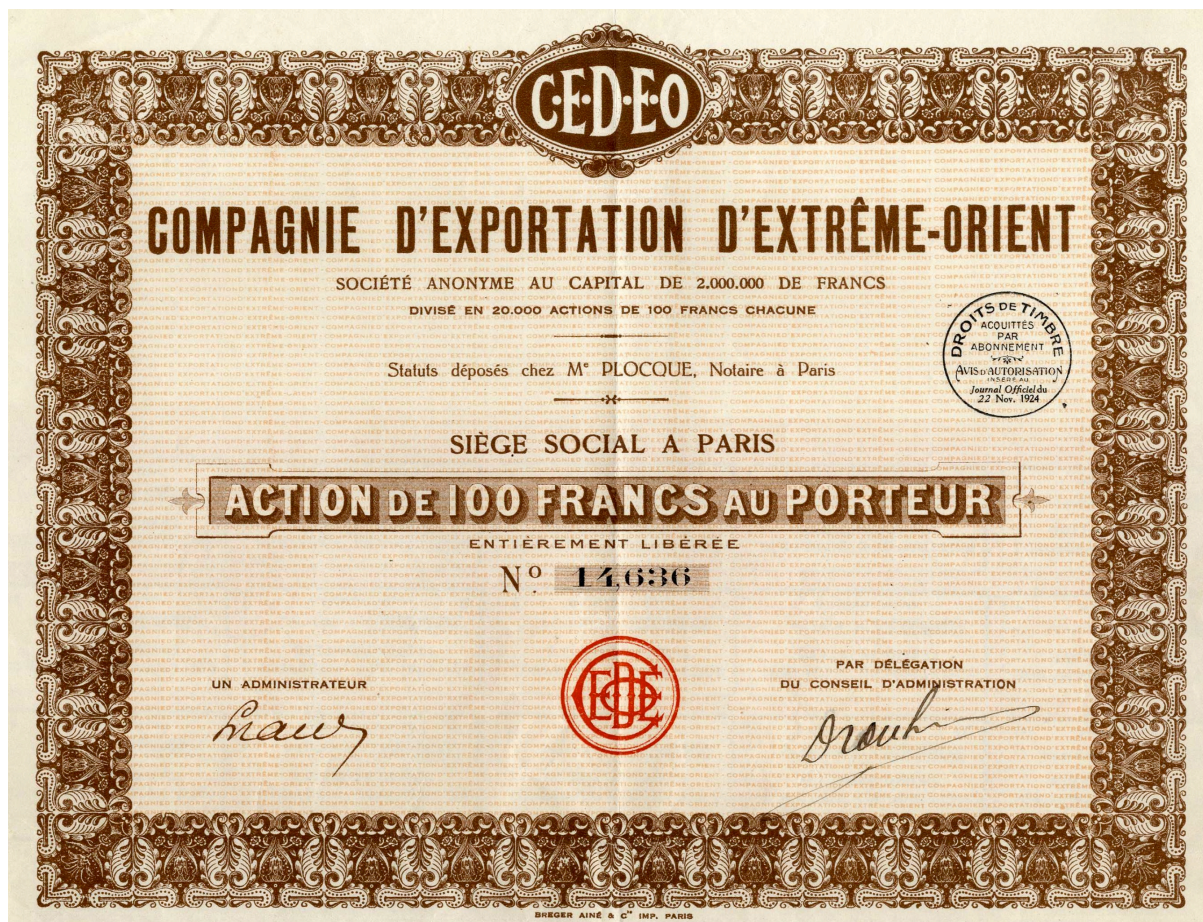 C·E·D·E·O
COMPAGNIE D'EXPORTATION D'EXTRÊME-ORIENT
SOCIÉTÉ ANONYME AU CAPITAL DE 2.000.000 DE FRANCS
DIVISÉ EN 20.000 ACTIONS DE 100 FRANCS CHACUNE
Statuts déposés chez Me PLOCQUE, Notaire à Paris
DROITS DE TIMBRE
ACQUITTÉS
PAR
ABONNEMENT
AVIS D'AUTORISATION
INSÉRÉ AU
Journal Officiel du
22 Nov. 1924
SIÈGE SOCIAL A PARIS
ACTION DE 100 FRANCS AU PORTEUR
ENTIÈREMENT LIBÉRÉE
No 14,636
UN ADMINISTRATEUR
PAR DÉLÉGATION
DU CONSEIL D'ADMINISTRATION
BREGER AINÉ & Cie IMP. PARIS